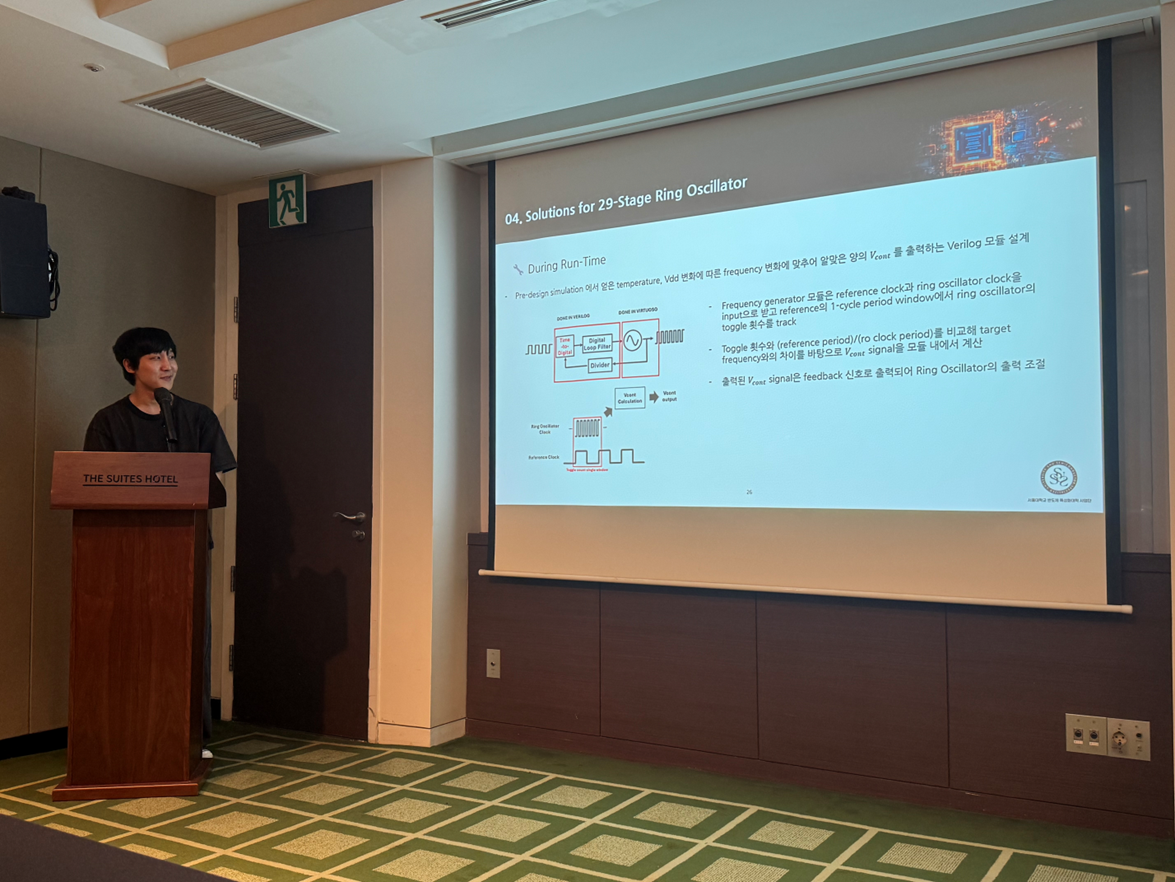 04. Solutions for 29-Stage Ring Oscillator
During Run-Time
- Pre-design simulation 에서 얻은 temperature, Vdd 변화에 따른 frequency 변화에 맞추어 알맞은 양의 V_cont 를 출력하는 Verilog 모듈 설계
DONE IN VERILOG
DONE IN VIRTUOSO
Time
-to-
Digital
Digital
Loop Filter
Divider
Vcont
Calculation
Vcont
output
Ring Oscillator
Clock
Reference Clock
Toggle count single window
- Frequency generator 모듈은 reference clock과 ring oscillator clock을
input으로 받고 reference의 1-cycle period window에서 ring oscillator의
toggle 횟수를 track
- Toggle 횟수와 (reference period)/(ro clock period)를 비교해 target
frequency와의 차이를 바탕으로 V_cont signal을 모듈 내에서 계산
- 출력된 V_cont signal은 feedback 신호로 출력되어 Ring Oscillator의 출력 조절
26
THE SUITES HOTEL